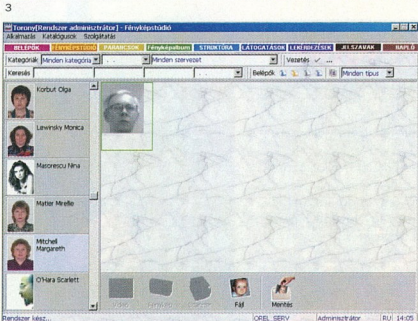 3
Torony[Rendszer adminisztrátor] - Fényképstúdió
Alkalmazás Katalógusok Szolgáltatás
BELÉPŐK FÉNYKÉPSTÚDIÓ PARANCSOK Fényképalbum STRUKTÚRA LÁTOGATÁSOK LEKÉRDEZÉSEK JELSZAVAK NAPLÓ
Kategóriák Minden kategória . . Minden szervezet Vezetés ...
Keresés . . Belépők Minden típus
Korbut Olga
Lewinsky Monica
Masorescu Nina
Matier Mireille
Mitchell
Margareth
O'Hara Scarlett
Videó Fájl Mentés
Rendszer kész... OREL_SERV Adminisztrátor RU 14:05